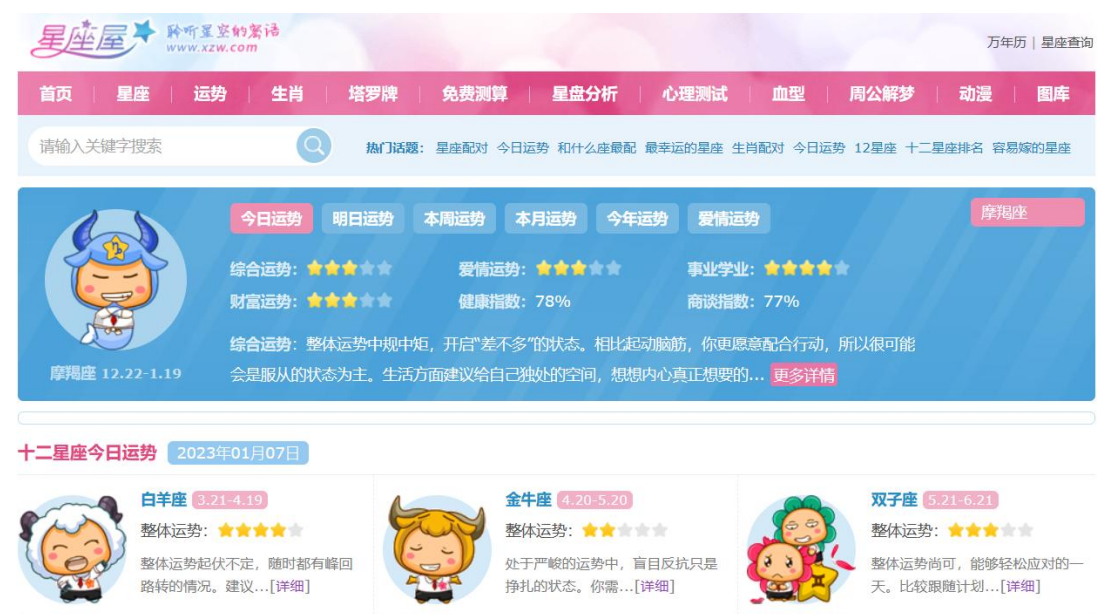 星座屋 聆听星空的絮语
www.xzw.com
万年历 | 星座查询
首页 星座 运势 生肖 塔罗牌 免费测算 星盘分析 心理测试 血型 周公解梦 动漫 图库
请输入关键字搜索 热门话题: 星座配对 今日运势 和什么座最配 最幸运的星座 生肖配对 今日运势 12星座 十二星座排名 容易嫁的星座
今日运势 明日运势 本周运势 本月运势 今年运势 爱情运势 摩羯座
综合运势: 爱情运势: 事业学业:
财富运势: 健康指数: 78% 商谈指数: 77%
综合运势: 整体运势中规中矩，开启“差不多”的状态。相比起动脑筋，你更愿意配合行动，所以很可能
会是服从的状态为主。生活方面建议给自己独处的空间，想想内心真正想要的... 更多详情
摩羯座 12.22-1.19
十二星座今日运势 2023年01月07日
白羊座 3.21-4.19
整体运势:
整体运势起伏不定，随时都有峰回
路转的情况。建议...[详细]
金牛座 4.20-5.20
整体运势:
处于严峻的运势中，盲目反抗只是
挣扎的状态。你需...[详细]
双子座 5.21-6.21
整体运势:
整体运势尚可，能够轻松应对的一
天。比较跟随计划...[详细]